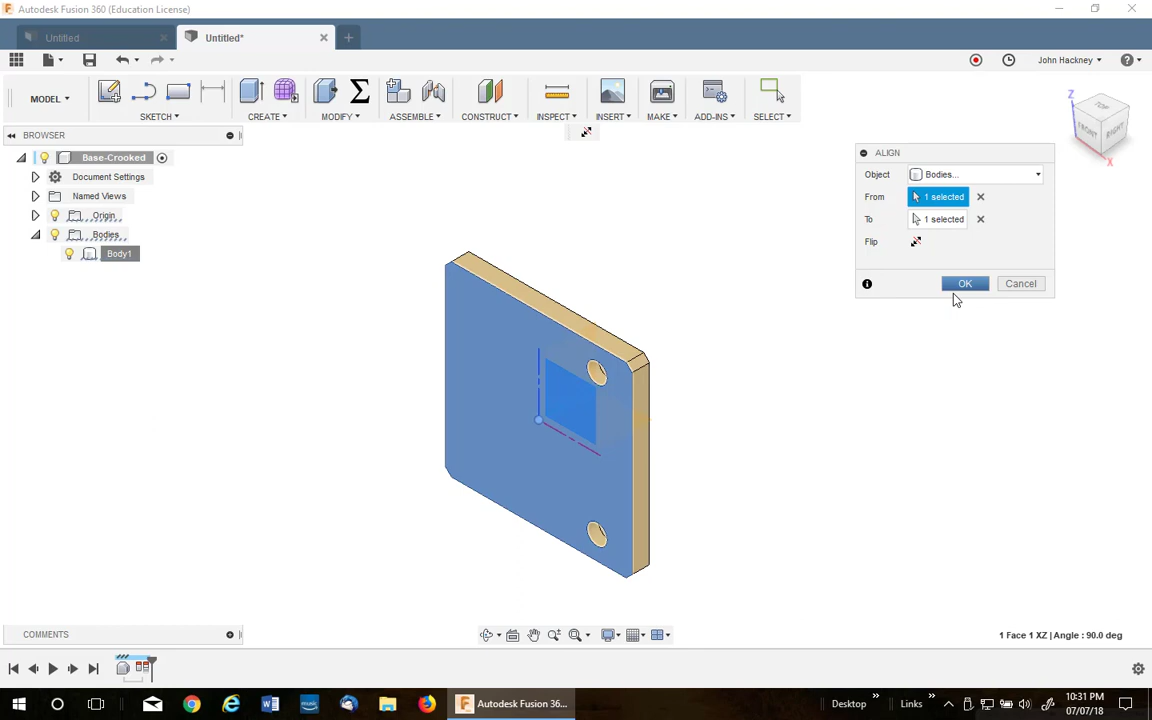 Autodesk Fusion 360 (Education License)
Untitled
Untitled*
John Hackney
MODEL
SKETCH
CREATE
MODIFY
ASSEMBLE
CONSTRUCT
INSPECT
INSERT
MAKE
ADD-INS
SELECT
BROWSER
Base-Crooked
Document Settings
Named Views
Origin
Bodies
Body1
ALIGN
Object Bodies...
From 1 selected
To 1 selected
Flip
OK Cancel
Z
TOP
FRONT RIGHT
X
COMMENTS
1 Face 1 XZ | Angle : 90.0 deg
Autodesk Fusion 36...
Desktop
Links
10:31 PM
07/07/18